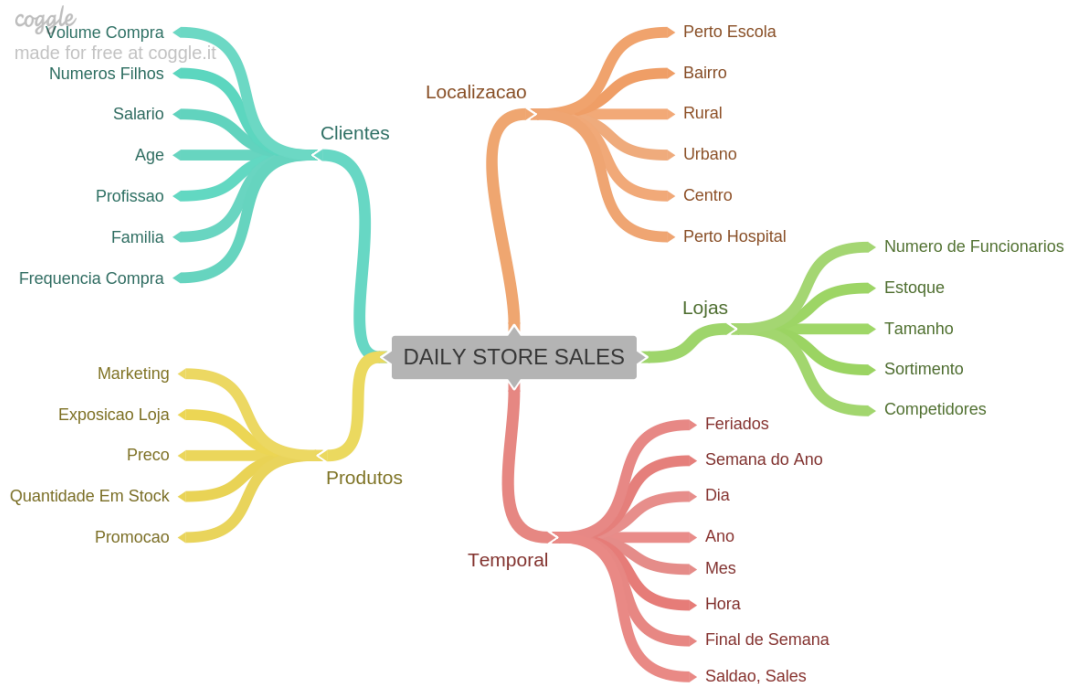 coggle
made for free at coggle.it
Volume Compra
Numeros Filhos
Salario
Age
Profissao
Familia
Frequencia Compra
Clientes
Localizacao
Perto Escola
Bairro
Rural
Urbano
Centro
Perto Hospital
Lojas
Numero de Funcionarios
Estoque
Tamanho
Sortimento
Competidores
DAILY STORE SALES
Marketing
Exposicao Loja
Preco
Quantidade Em Stock
Promocao
Produtos
Temporal
Feriados
Semana do Ano
Dia
Ano
Mes
Hora
Final de Semana
Saldao, Sales